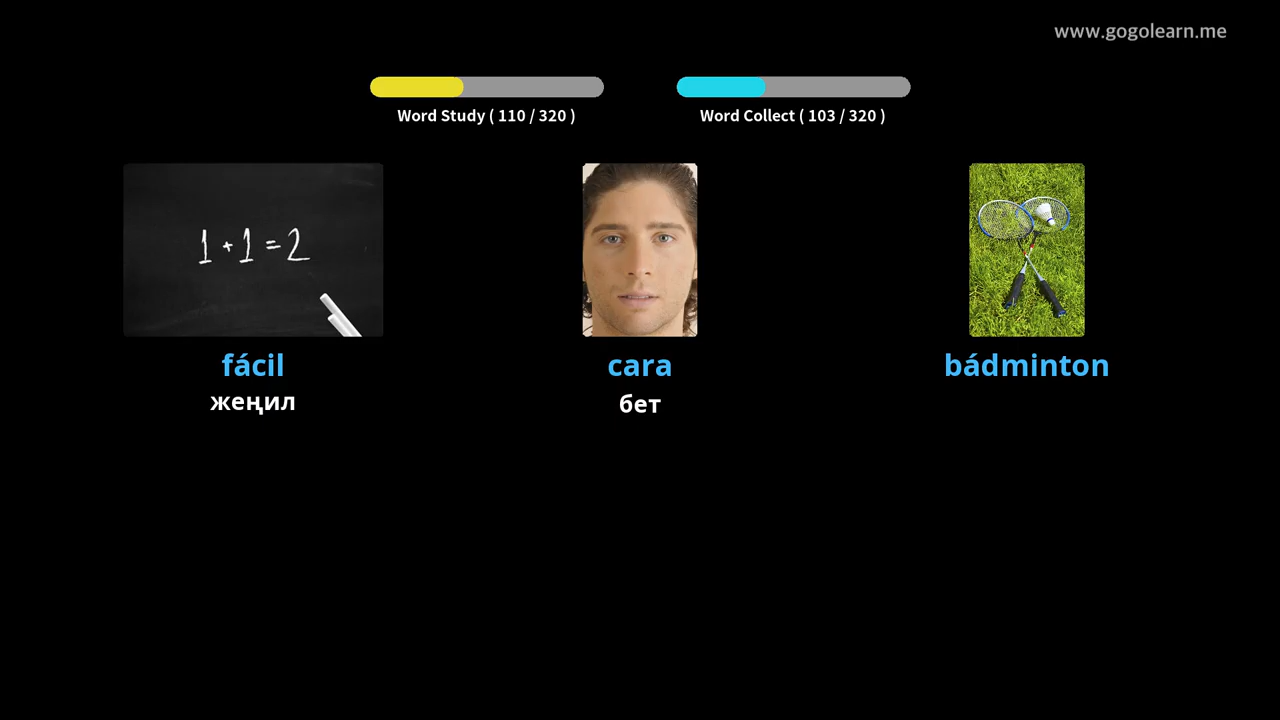 www.gogolearn.me
Word Study ( 110 / 320 )
Word Collect ( 103 / 320 )
1 + 1 = 2
fácil
жеңил
cara
бет
bádminton